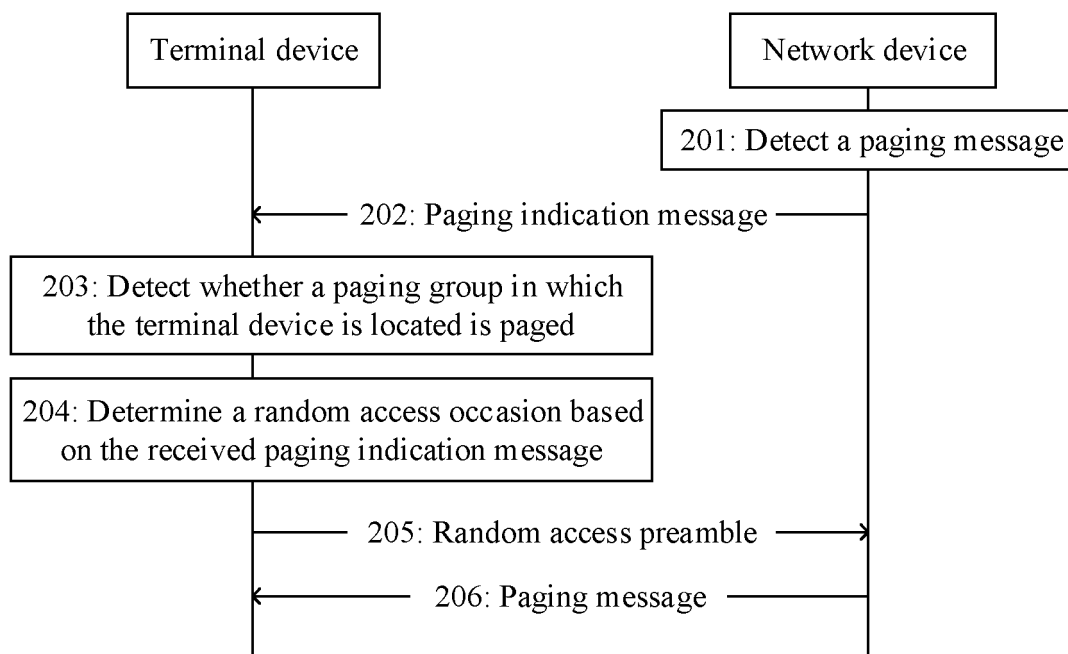 Terminal device
Network device
201: Detect a paging message
202: Paging indication message
203: Detect whether a paging group in which
the terminal device is located is paged
204: Determine a random access occasion based
on the received paging indication message
205: Random access preamble
206: Paging message